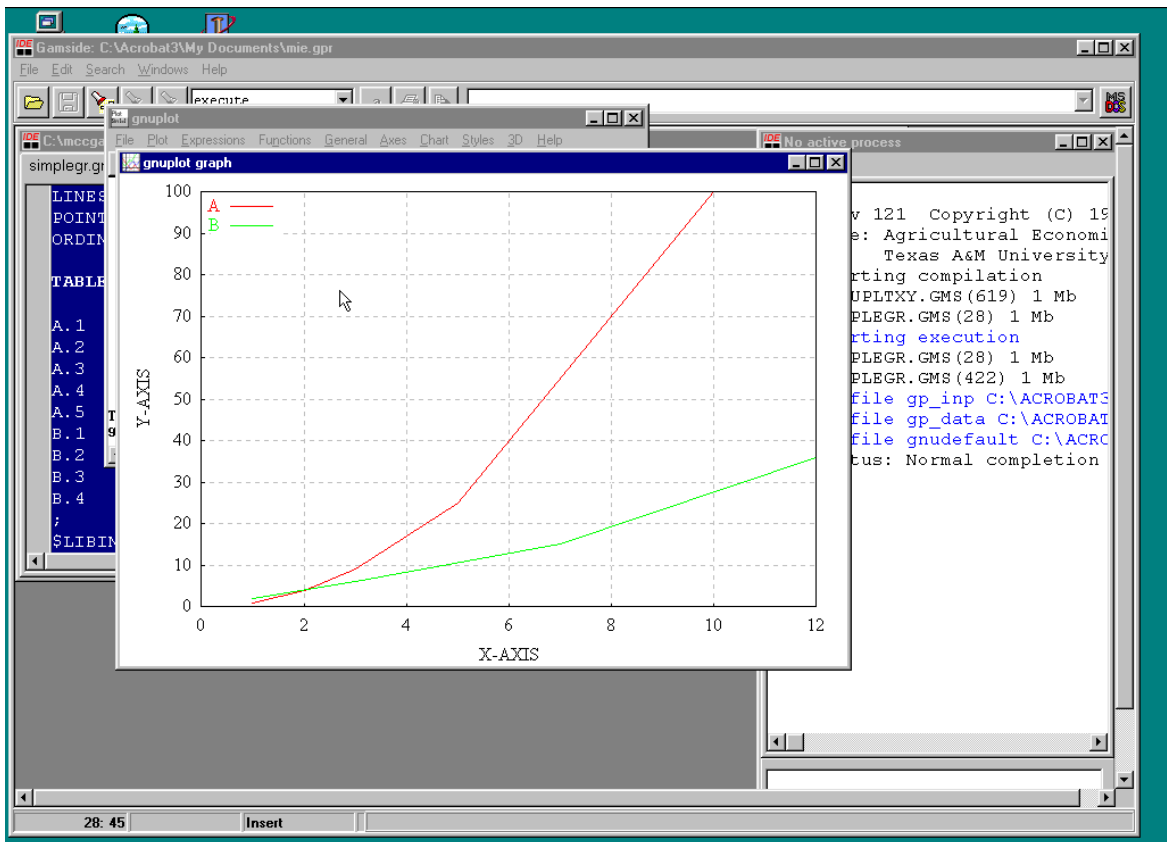 IDE Gamside: C:\Acrobat3\My Documents\mie.gpr
File Edit Search Windows Help
execute
a
MS DOS
gnuplot
File Plot Expressions Functions General Axes Chart Styles 3D Help
IDE C:\mccga
simplegr.gr
LINES
POINT
ORDIN
TABLE
A.1
A.2
A.3
A.4
A.5
B.1
B.2
B.3
B.4
;
$LIBIN
gnuplot graph
A
B
100
90
80
70
60
50
40
30
20
10
0
Y-AXIS
0 2 4 6 8 10 12
X-AXIS
IDE No active process
v 121 Copyright (C) 19
e: Agricultural Economi
Texas A&M University
rting compilation
UPLTXY.GMS(619) 1 Mb
PLEGR.GMS(28) 1 Mb
rting execution
PLEGR.GMS(28) 1 Mb
PLEGR.GMS(422) 1 Mb
file gp_inp C:\ACROBAT3
file gp_data C:\ACROBAT
file gnudefault C:\ACRO
tus: Normal completion
28: 45 Insert